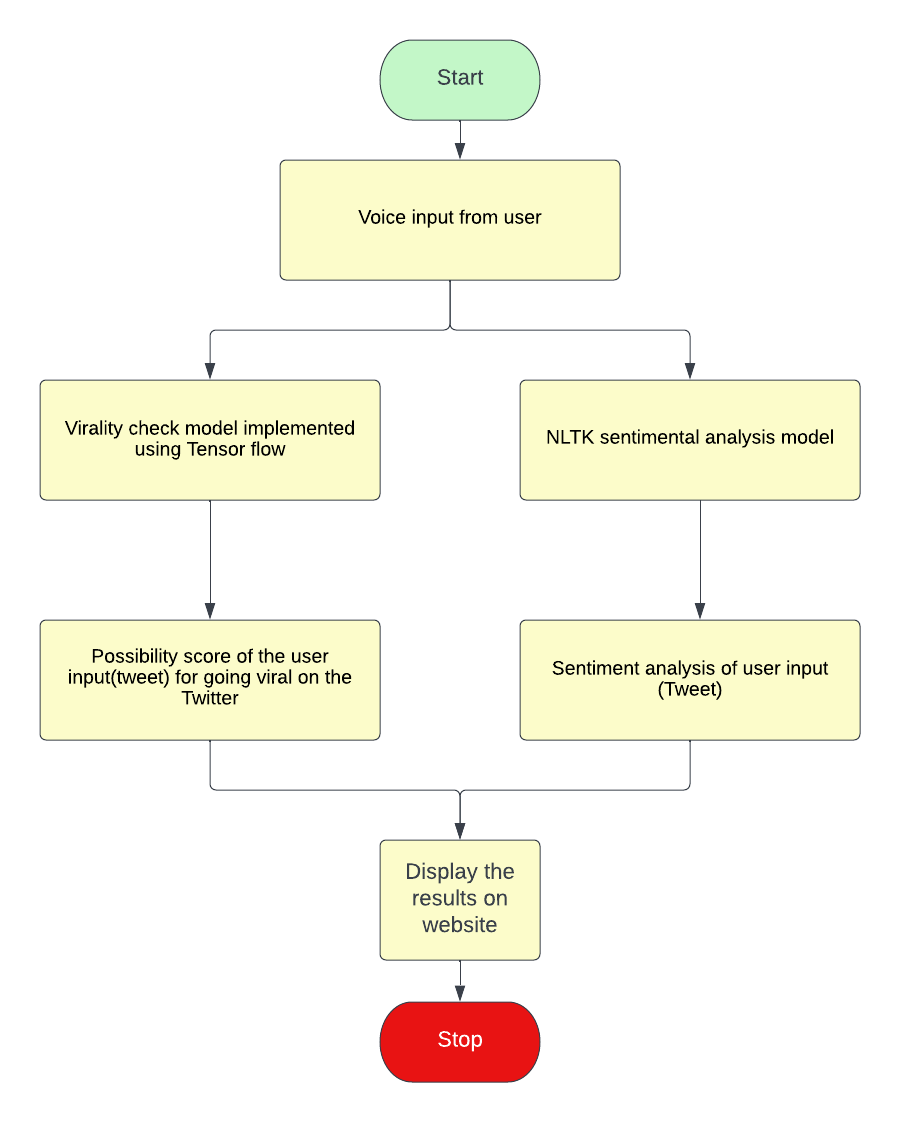 Start
Voice input from user
Virality check model implemented
using Tensor flow
NLTK sentimental analysis model
Possibility score of the user
input(tweet) for going viral on the
Twitter
Sentiment analysis of user input
(Tweet)
Display the
results on
website
Stop